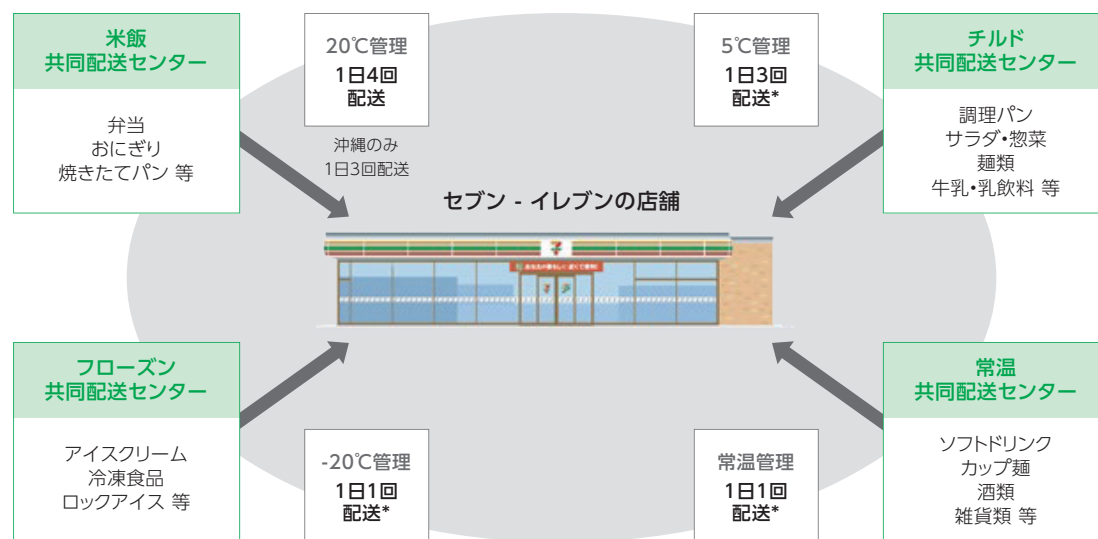 米飯
共同配送センター
弁当
おにぎり
焼きたてパン 等
20℃管理
1日4回
配送
沖縄のみ
1日3回配送
5℃管理
1日3回
配送*
チルド
共同配送センター
調理パン
サラダ・惣菜
麺類
牛乳・乳飲料 等
セブン - イレブンの店舗
フローズン
共同配送センター
アイスクリーム
冷凍食品
ロックアイス 等
-20℃管理
1日1回
配送*
常温管理
1日1回
配送*
常温
共同配送センター
ソフトドリンク
カップ麺
酒類
雑貨類 等